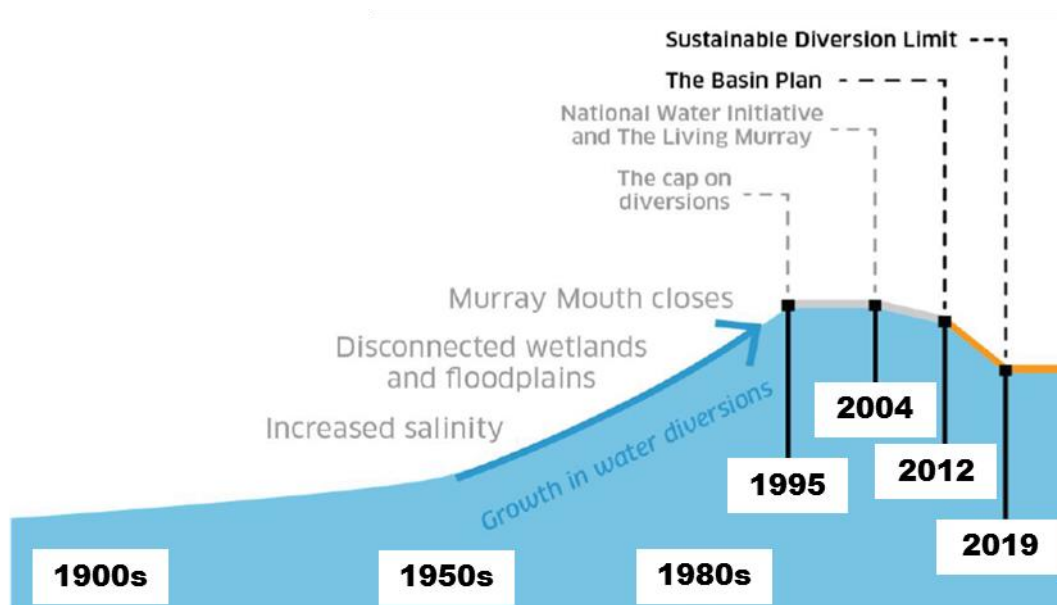 Sustainable Diversion Limit
The Basin Plan
National Water Initiative
and The Living Murray
The cap on
diversions
Murray Mouth closes
Disconnected wetlands
and floodplains
Increased salinity
Growth in water diversions
2004
2012
1995
2019
1900s
1950s
1980s